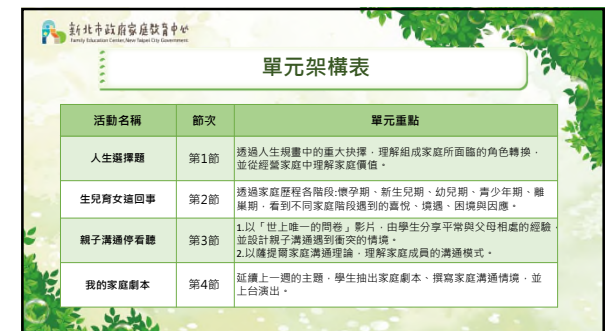 新北市政府家庭教育中心
Family Education Center, New Taipei City Government
單元架構表
活動名稱 節次 單元重點
人生選擇題 第1節 透過人生規畫中的重大抉擇，理解組成家庭所面臨的角色轉換，
並從經營家庭中理解家庭價值。
生兒育女這回事 第2節 透過家庭歷程各階段:懷孕期、新生兒期、幼兒期、青少年期、離
巢期，看到不同家庭階段遇到的喜悅、境遇、困境與因應。
親子溝通停看聽 第3節 1.以「世上唯一的問卷」影片，由學生分享平常與父母相處的經驗，
並設計親子溝通遇到衝突的情境。
2.以薩提爾家庭溝通理論，理解家庭成員的溝通模式。
我的家庭劇本 第4節 延續上一週的主題，學生抽出家庭劇本、撰寫家庭溝通情境，並
上台演出。